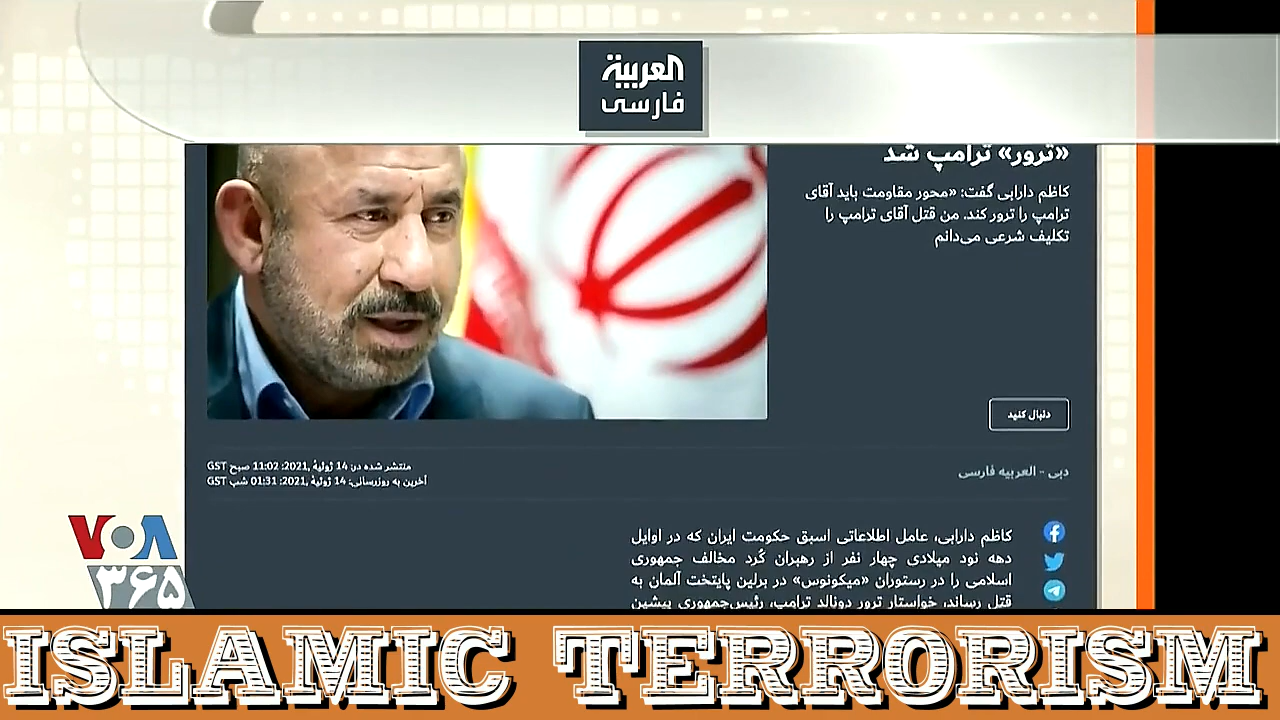 العربية
فارسی
«ترور» ترامپ شد
کاظم دارابی گفت: «محور مقاومت باید آقای
ترامپ را ترور کند. من قتل آقای ترامپ را
تکلیف شرعی می‌دانم
دنبال کنید
دبی - العربیه فارسی
منتشر شده در: 14 ژوئیهٔ ,2021: 11:02 صبح GST
آخرین به روزرسانی: 14 ژوئیهٔ ,2021: 01:31 شب GST
کاظم دارابی، عامل اطلاعاتی اسبق حکومت ایران که در اوایل
دهه نود میلادی چهار نفر از رهبران کُرد مخالف جمهوری
اسلامی را در رستوران «میکونوس» در برلین پایتخت آلمان به
قتل رساند، خواستار ترور دونالد ترامپ، رئیس‌جمهوری پیشین
VOA
۳۶۵
ISLAMIC TERRORISM